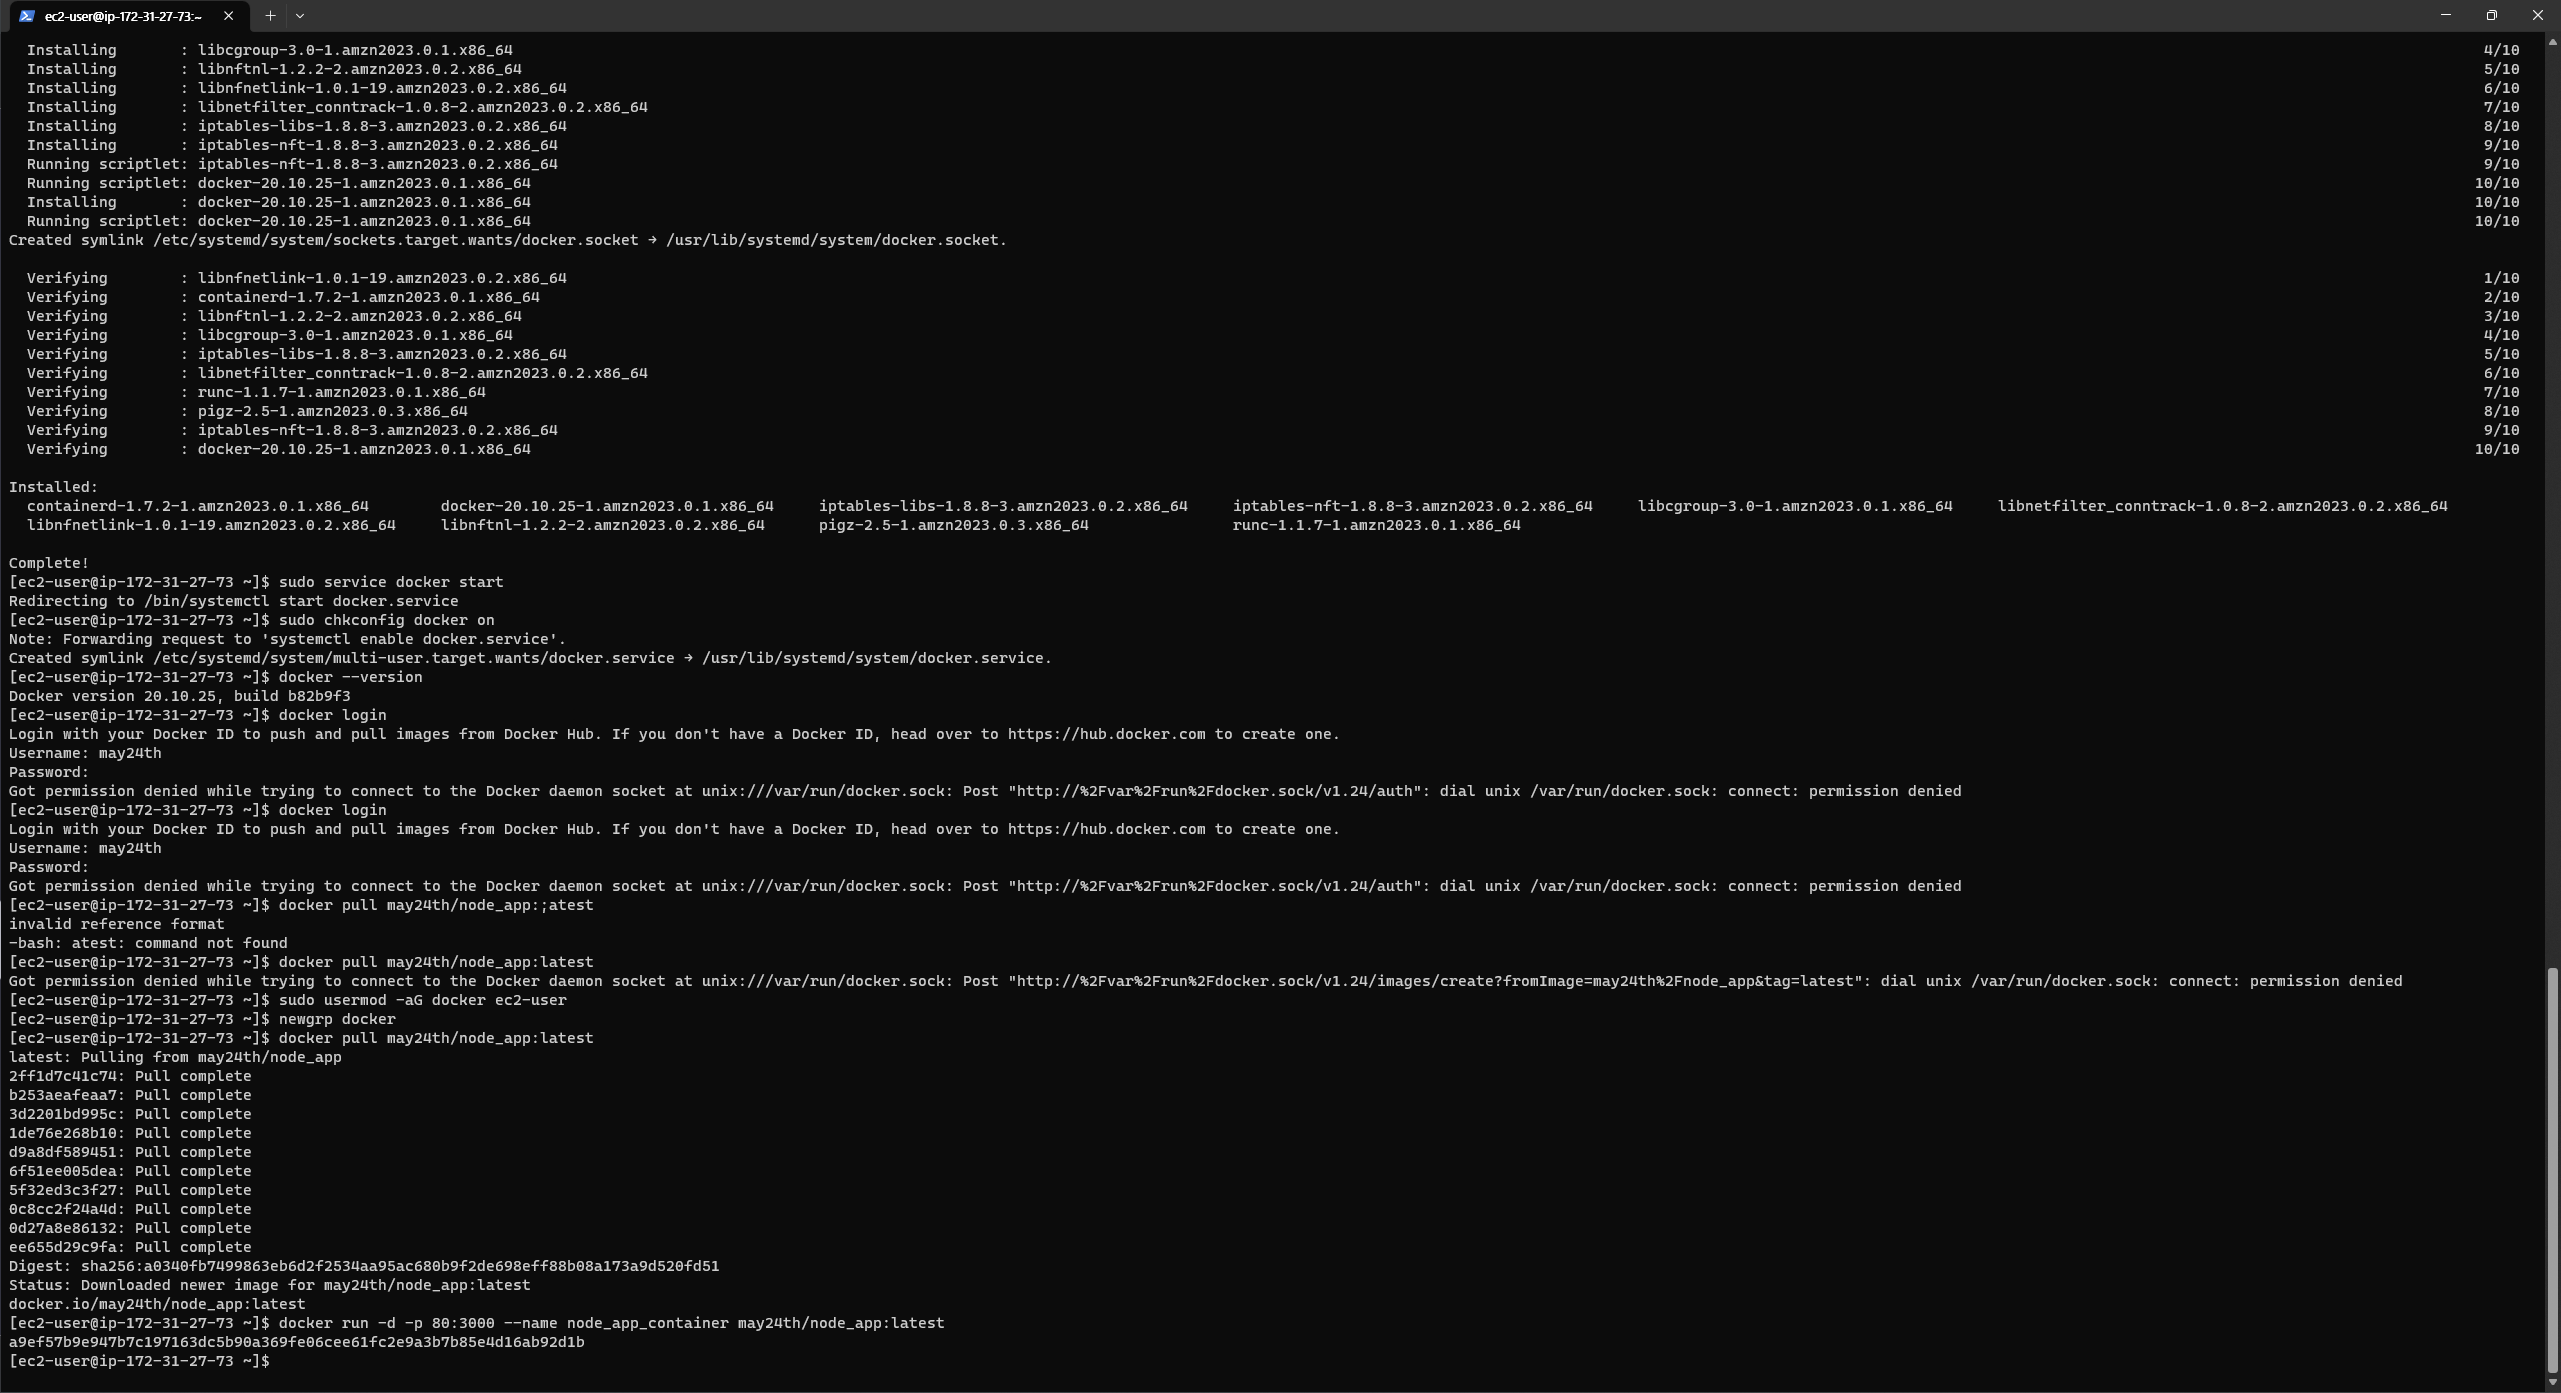 ec2-user@ip-172-31-27-73:~
Installing : libcgroup-3.0-1.amzn2023.0.1.x86_64 4/10
Installing : libnftnl-1.2.2-2.amzn2023.0.2.x86_64 5/10
Installing : libnfnetlink-1.0.1-19.amzn2023.0.2.x86_64 6/10
Installing : libnetfilter_conntrack-1.0.8-2.amzn2023.0.2.x86_64 7/10
Installing : iptables-libs-1.8.8-3.amzn2023.0.2.x86_64 8/10
Installing : iptables-nft-1.8.8-3.amzn2023.0.2.x86_64 9/10
Running scriptlet: iptables-nft-1.8.8-3.amzn2023.0.2.x86_64 9/10
Running scriptlet: docker-20.10.25-1.amzn2023.0.1.x86_64 10/10
Installing : docker-20.10.25-1.amzn2023.0.1.x86_64 10/10
Running scriptlet: docker-20.10.25-1.amzn2023.0.1.x86_64 10/10
Created symlink /etc/systemd/system/sockets.target.wants/docker.socket → /usr/lib/systemd/system/docker.socket.
Verifying : libnfnetlink-1.0.1-19.amzn2023.0.2.x86_64 1/10
Verifying : containerd-1.7.2-1.amzn2023.0.1.x86_64 2/10
Verifying : libnftnl-1.2.2-2.amzn2023.0.2.x86_64 3/10
Verifying : libcgroup-3.0-1.amzn2023.0.1.x86_64 4/10
Verifying : iptables-libs-1.8.8-3.amzn2023.0.2.x86_64 5/10
Verifying : libnetfilter_conntrack-1.0.8-2.amzn2023.0.2.x86_64 6/10
Verifying : runc-1.1.7-1.amzn2023.0.1.x86_64 7/10
Verifying : pigz-2.5-1.amzn2023.0.3.x86_64 8/10
Verifying : iptables-nft-1.8.8-3.amzn2023.0.2.x86_64 9/10
Verifying : docker-20.10.25-1.amzn2023.0.1.x86_64 10/10
Installed:
containerd-1.7.2-1.amzn2023.0.1.x86_64 docker-20.10.25-1.amzn2023.0.1.x86_64 iptables-libs-1.8.8-3.amzn2023.0.2.x86_64 iptables-nft-1.8.8-3.amzn2023.0.2.x86_64 libcgroup-3.0-1.amzn2023.0.1.x86_64 libnetfilter_conntrack-1.0.8-2.amzn2023.0.2.x86_64
libnfnetlink-1.0.1-19.amzn2023.0.2.x86_64 libnftnl-1.2.2-2.amzn2023.0.2.x86_64 pigz-2.5-1.amzn2023.0.3.x86_64 runc-1.1.7-1.amzn2023.0.1.x86_64
Complete!
[ec2-user@ip-172-31-27-73 ~]$ sudo service docker start
Redirecting to /bin/systemctl start docker.service
[ec2-user@ip-172-31-27-73 ~]$ sudo chkconfig docker on
Note: Forwarding request to 'systemctl enable docker.service'.
Created symlink /etc/systemd/system/multi-user.target.wants/docker.service → /usr/lib/systemd/system/docker.service.
[ec2-user@ip-172-31-27-73 ~]$ docker --version
Docker version 20.10.25, build b82b9f3
[ec2-user@ip-172-31-27-73 ~]$ docker login
Login with your Docker ID to push and pull images from Docker Hub. If you don't have a Docker ID, head over to https://hub.docker.com to create one.
Username: may24th
Password:
Got permission denied while trying to connect to the Docker daemon socket at unix:///var/run/docker.sock: Post "http://%2Fvar%2Frun%2Fdocker.sock/v1.24/auth": dial unix /var/run/docker.sock: connect: permission denied
[ec2-user@ip-172-31-27-73 ~]$ docker login
Login with your Docker ID to push and pull images from Docker Hub. If you don't have a Docker ID, head over to https://hub.docker.com to create one.
Username: may24th
Password:
Got permission denied while trying to connect to the Docker daemon socket at unix:///var/run/docker.sock: Post "http://%2Fvar%2Frun%2Fdocker.sock/v1.24/auth": dial unix /var/run/docker.sock: connect: permission denied
[ec2-user@ip-172-31-27-73 ~]$ docker pull may24th/node_app:;atest
invalid reference format
-bash: atest: command not found
[ec2-user@ip-172-31-27-73 ~]$ docker pull may24th/node_app:latest
Got permission denied while trying to connect to the Docker daemon socket at unix:///var/run/docker.sock: Post "http://%2Fvar%2Frun%2Fdocker.sock/v1.24/images/create?fromImage=may24th%2Fnode_app&tag=latest": dial unix /var/run/docker.sock: connect: permission denied
[ec2-user@ip-172-31-27-73 ~]$ sudo usermod -aG docker ec2-user
[ec2-user@ip-172-31-27-73 ~]$ newgrp docker
[ec2-user@ip-172-31-27-73 ~]$ docker pull may24th/node_app:latest
latest: Pulling from may24th/node_app
2ff1d7c41c74: Pull complete
b253aeafeaa7: Pull complete
3d2201bd995c: Pull complete
1de76e268b10: Pull complete
d9a8df589451: Pull complete
6f51ee005dea: Pull complete
5f32ed3c3f27: Pull complete
0c8cc2f24a4d: Pull complete
0d27a8e86132: Pull complete
ee655d29c9fa: Pull complete
Digest: sha256:a0340fb7499863eb6d2f2534aa95ac680b9f2de698eff88b08a173a9d520fd51
Status: Downloaded newer image for may24th/node_app:latest
docker.io/may24th/node_app:latest
[ec2-user@ip-172-31-27-73 ~]$ docker run -d -p 80:3000 --name node_app_container may24th/node_app:latest
a9ef57b9e947b7c197163dc5b90a369fe06cee61fc2e9a3b7b85e4d16ab92d1b
[ec2-user@ip-172-31-27-73 ~]$